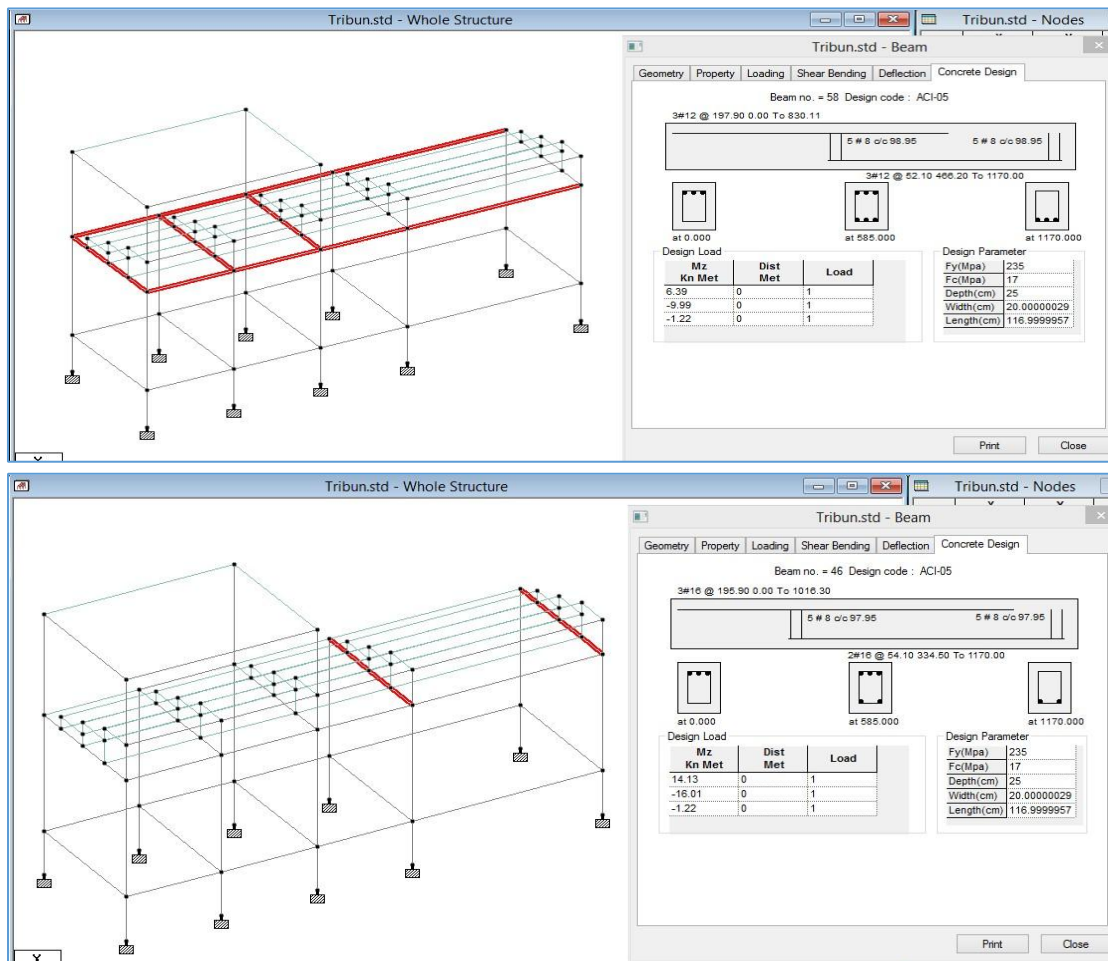 Tribun.std - Whole Structure
Tribun.std - Nodes
Tribun.std - Beam
Geometry Property Loading Shear Bending Deflection Concrete Design
Beam no. = 58 Design code : ACI-05
3#12 @ 197.90 0.00 To 830.11
5 # 8 c/c 98.95 5 # 8 c/c 98.95
3#12 @ 52.10 466.20 To 1170.00
at 0.000 at 585.000 at 1170.000
Design Load Design Parameter
Mz Kn Met Dist Met Load
6.39 0 1
-9.99 0 1
-1.22 0 1
Fy(Mpa) 235
Fc(Mpa) 17
Depth(cm) 25
Width(cm) 20.00000029
Length(cm) 116.9999957
Print Close
Tribun.std - Whole Structure
Tribun.std - Nodes
Tribun.std - Beam
Geometry Property Loading Shear Bending Deflection Concrete Design
Beam no. = 46 Design code : ACI-05
3#16 @ 195.90 0.00 To 1016.30
5 # 8 c/c 97.95 5 # 8 c/c 97.95
2#16 @ 54.10 334.50 To 1170.00
at 0.000 at 585.000 at 1170.000
Design Load Design Parameter
Mz Kn Met Dist Met Load
14.13 0 1
-16.01 0 1
-1.22 0 1
Fy(Mpa) 235
Fc(Mpa) 17
Depth(cm) 25
Width(cm) 20.00000029
Length(cm) 116.9999957
Print Close
X